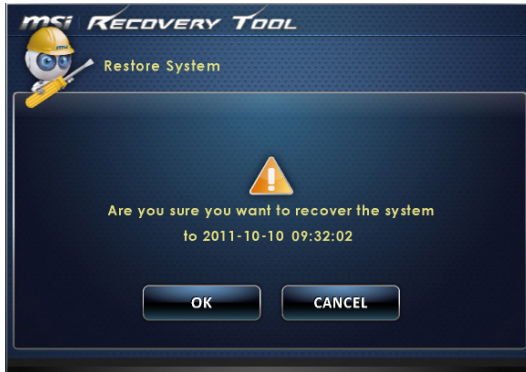 msi RECOVERY TOOL
Restore System
Are you sure you want to recover the system
to 2011-10-10 09:32:02
OK
CANCEL